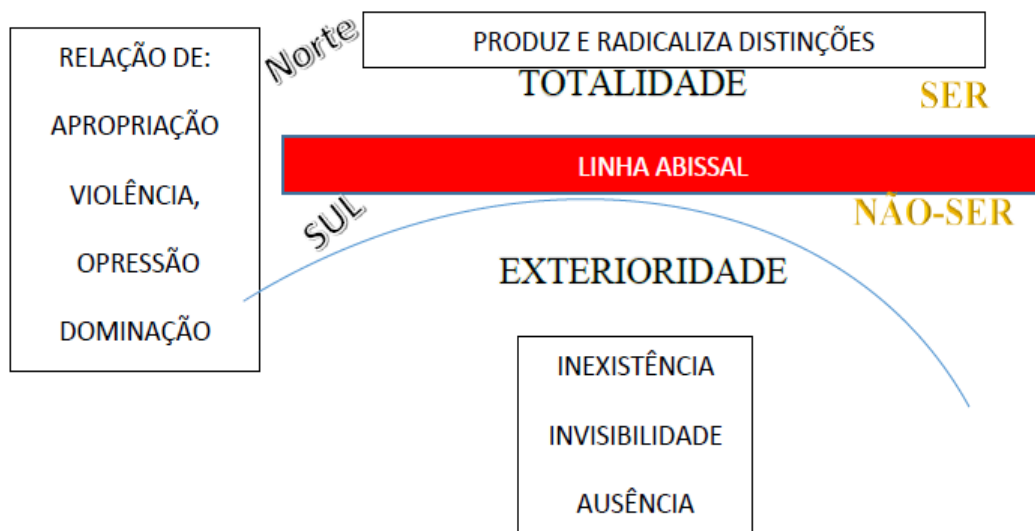 RELAÇÃO DE:
APROPRIAÇÃO
VIOLÊNCIA,
OPRESSÃO
DOMINAÇÃO
Norte
PRODUZ E RADICALIZA DISTINÇÕES
TOTALIDADE
SER
LINHA ABISSAL
SUL
NÃO-SER
EXTERIORIDADE
INEXISTÊNCIA
INVISIBILIDADE
AUSÊNCIA